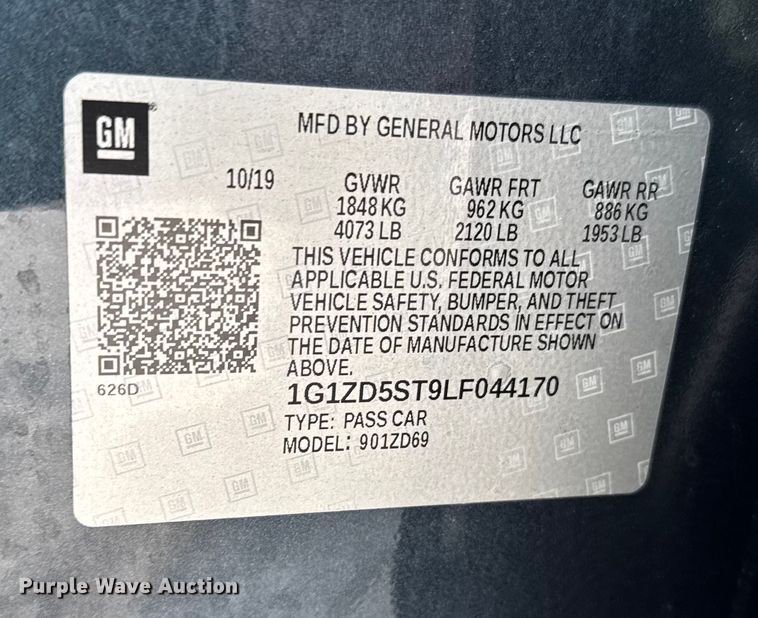 GM
MFD BY GENERAL MOTORS LLC
10/19 GVWR GAWR FRT GAWR RR
1848 KG 962 KG 886 KG
4073 LB 2120 LB 1953 LB
THIS VEHICLE CONFORMS TO ALL
APPLICABLE U.S. FEDERAL MOTOR
VEHICLE SAFETY, BUMPER, AND THEFT
PREVENTION STANDARDS IN EFFECT ON
THE DATE OF MANUFACTURE SHOWN
ABOVE.
626D
1G1ZD5ST9LF044170
TYPE: PASS CAR
MODEL: 901ZD69
Purple Wave Auction